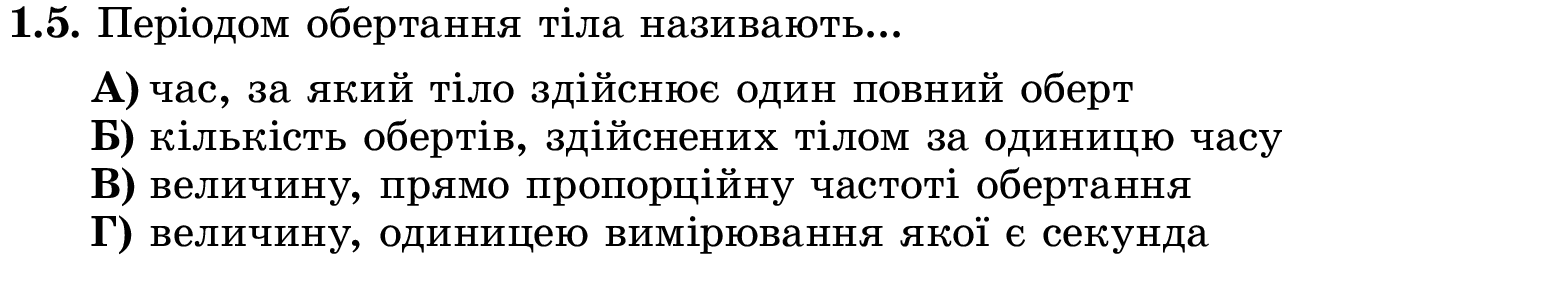 1.5. Періодом обертання тіла називають...
А) час, за який тіло здійснює один повний оберт
Б) кількість обертів, здійснених тілом за одиницю часу
В) величину, прямо пропорційну частоті обертання
Г) величину, одиницею вимірювання якої є секунда